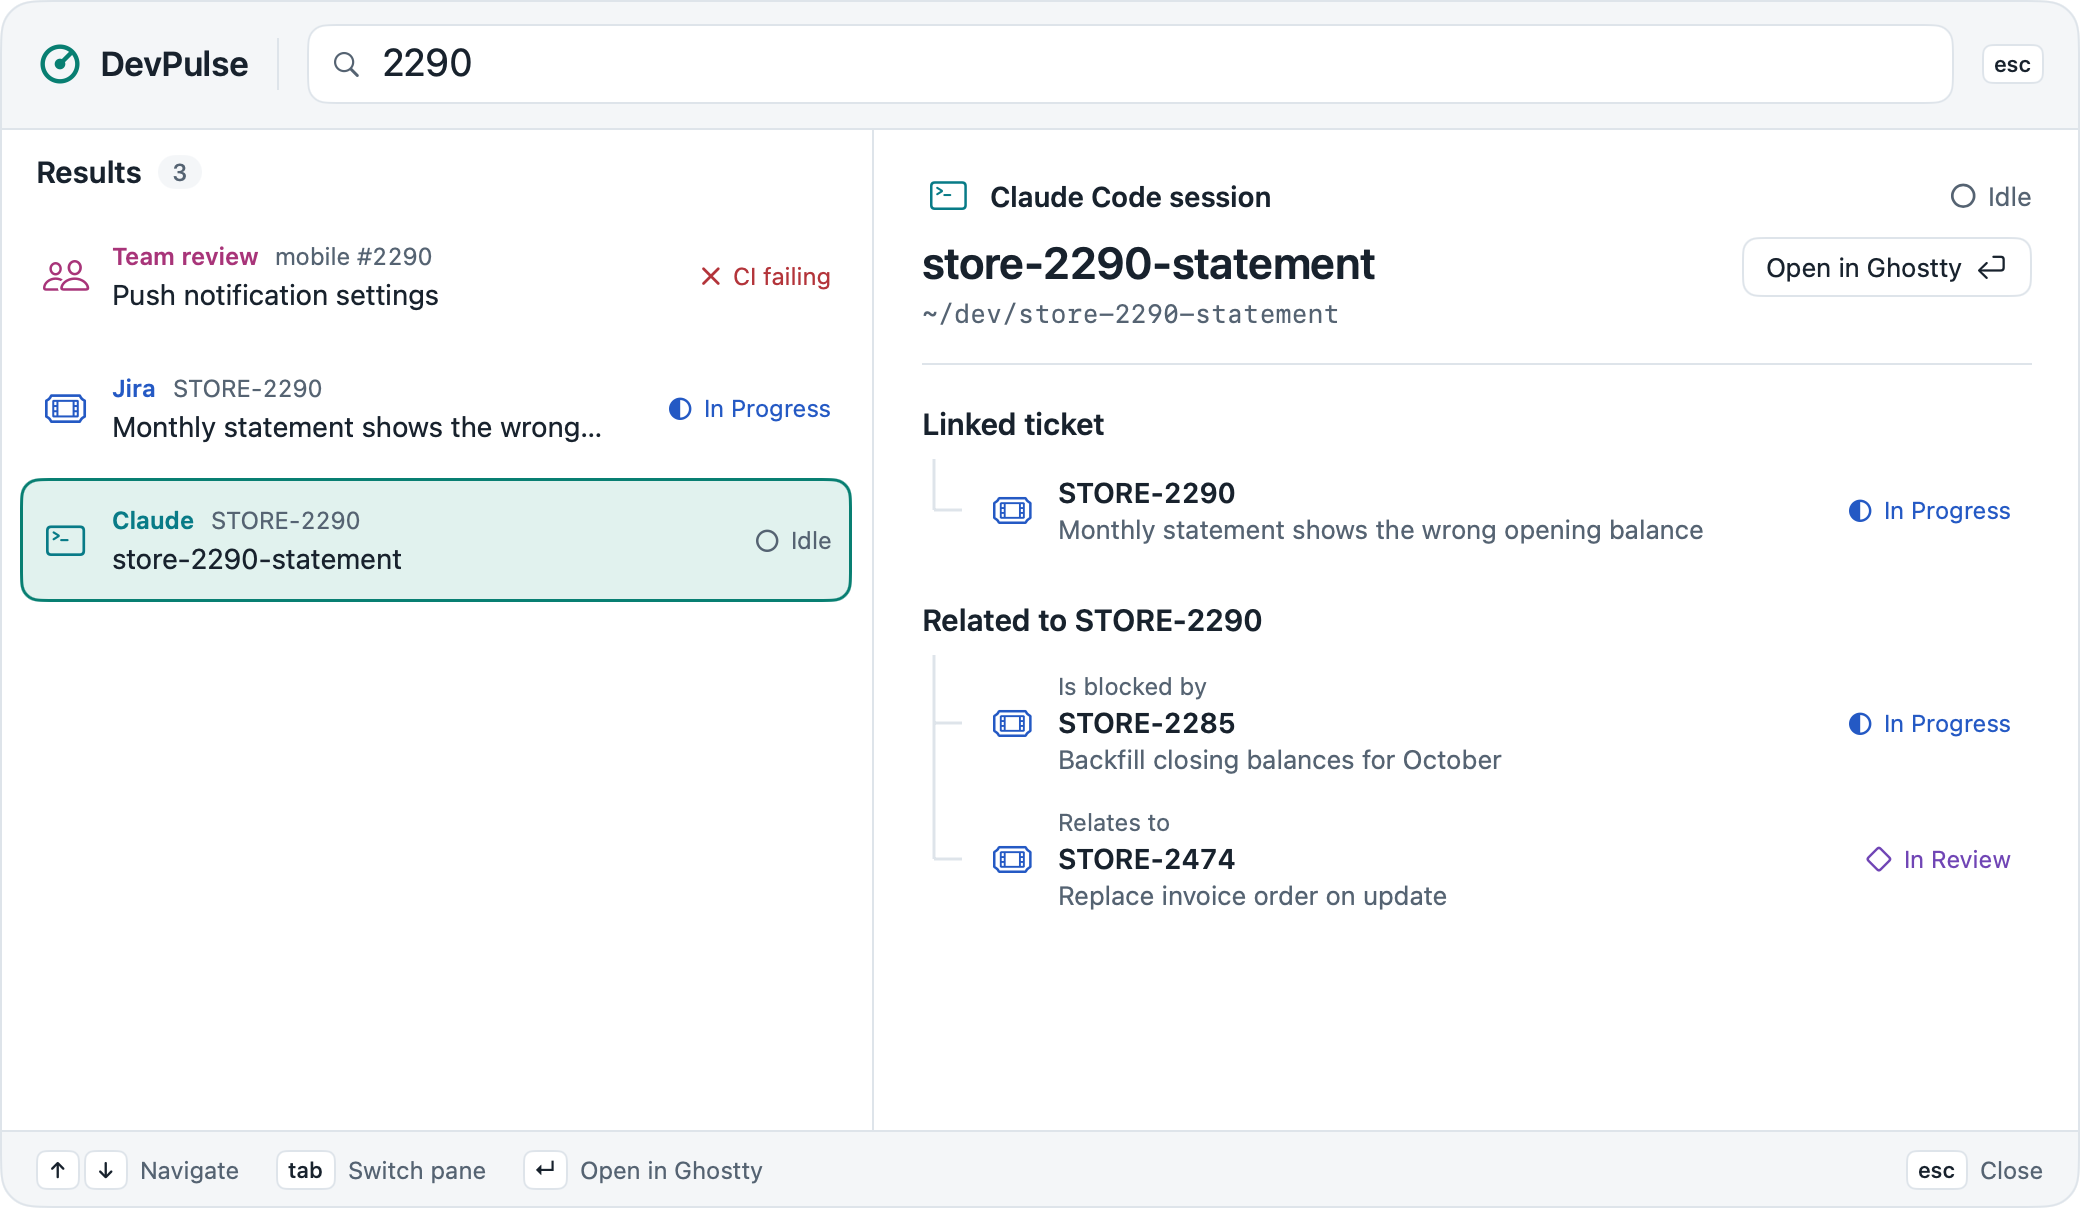 DevPulse
2290
esc
Results 3
Team review mobile #2290
Push notification settings
CI failing
Jira STORE-2290
Monthly statement shows the wrong...
In Progress
Claude STORE-2290
store-2290-statement
Idle
Claude Code session
Idle
store-2290-statement
Open in Ghostty
~/dev/store-2290-statement
Linked ticket
STORE-2290
Monthly statement shows the wrong opening balance
In Progress
Related to STORE-2290
Is blocked by
STORE-2285
Backfill closing balances for October
In Progress
Relates to
STORE-2474
Replace invoice order on update
In Review
↑ ↓ Navigate tab Switch pane ↵ Open in Ghostty esc Close